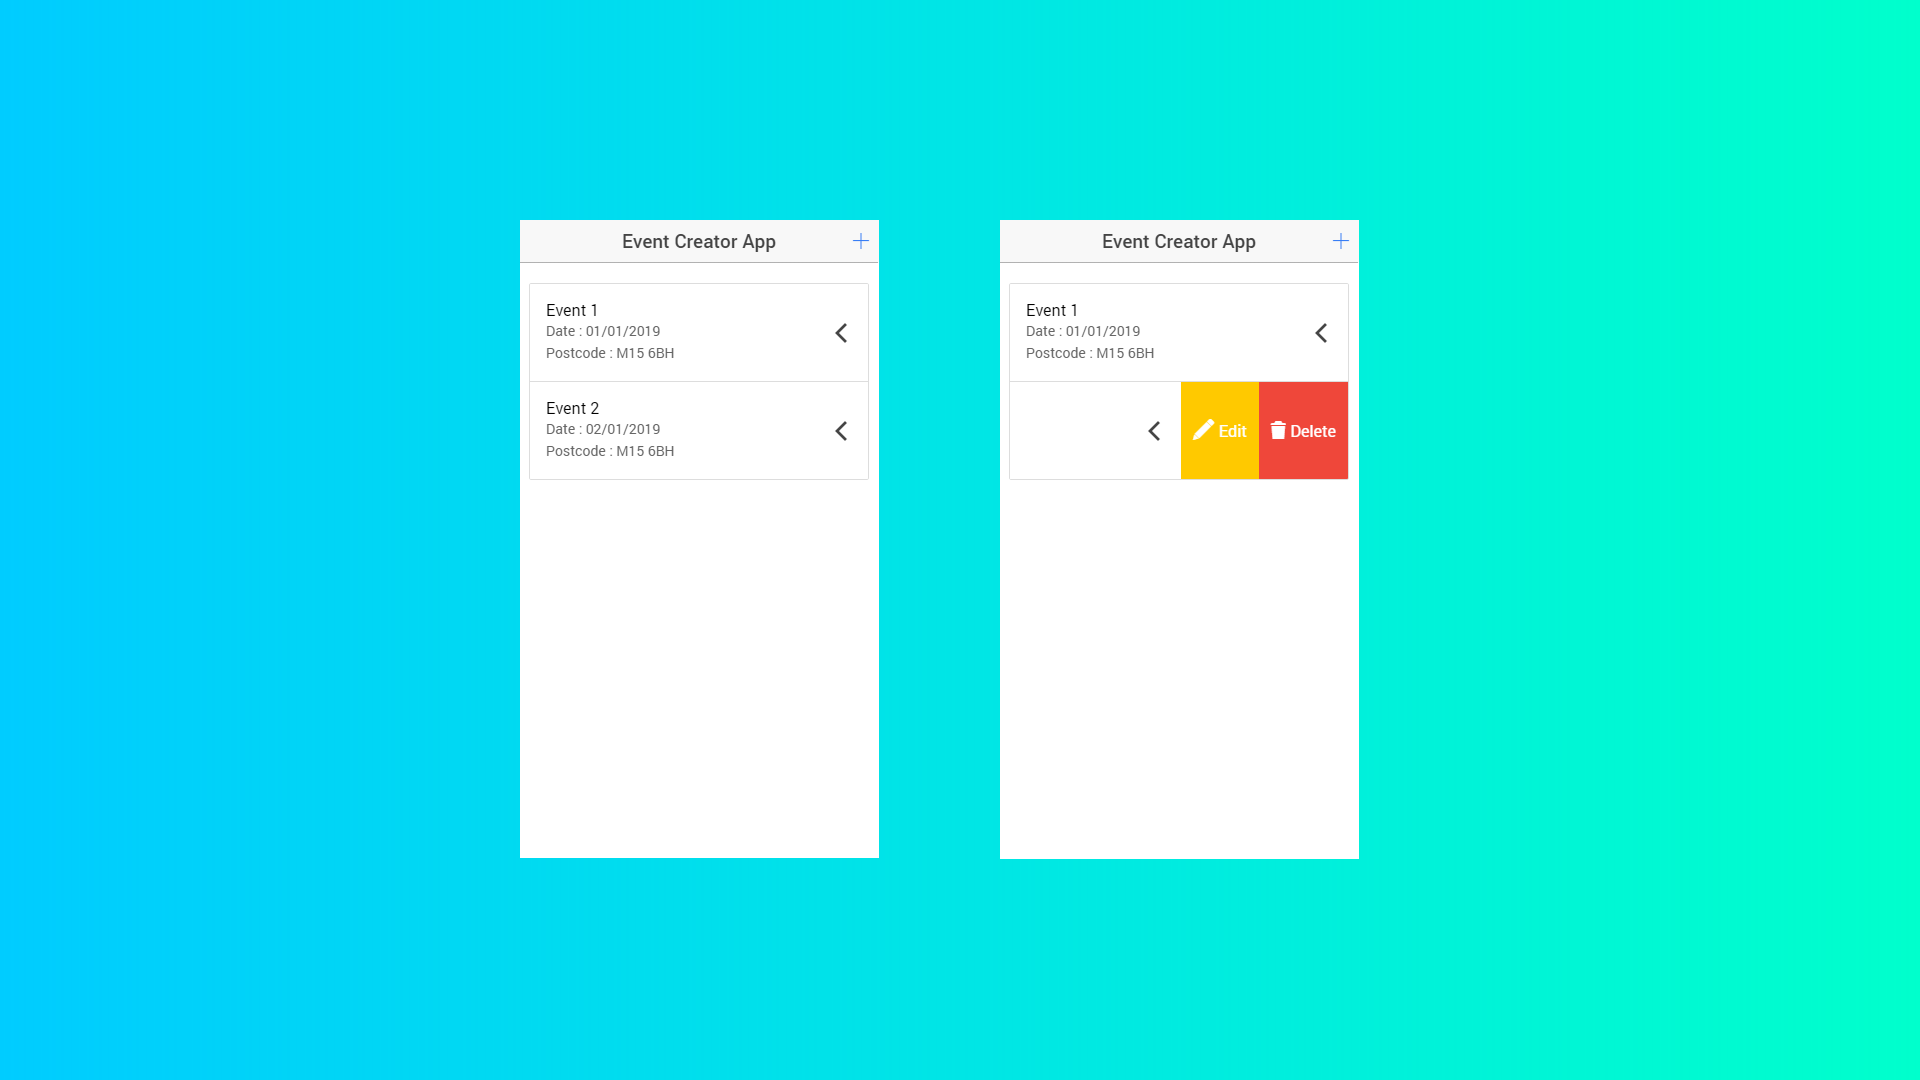 Event Creator App
Event 1
Date : 01/01/2019
Postcode : M15 6BH
Event 2
Date : 02/01/2019
Postcode : M15 6BH
Event Creator App
Event 1
Date : 01/01/2019
Postcode : M15 6BH
Edit Delete